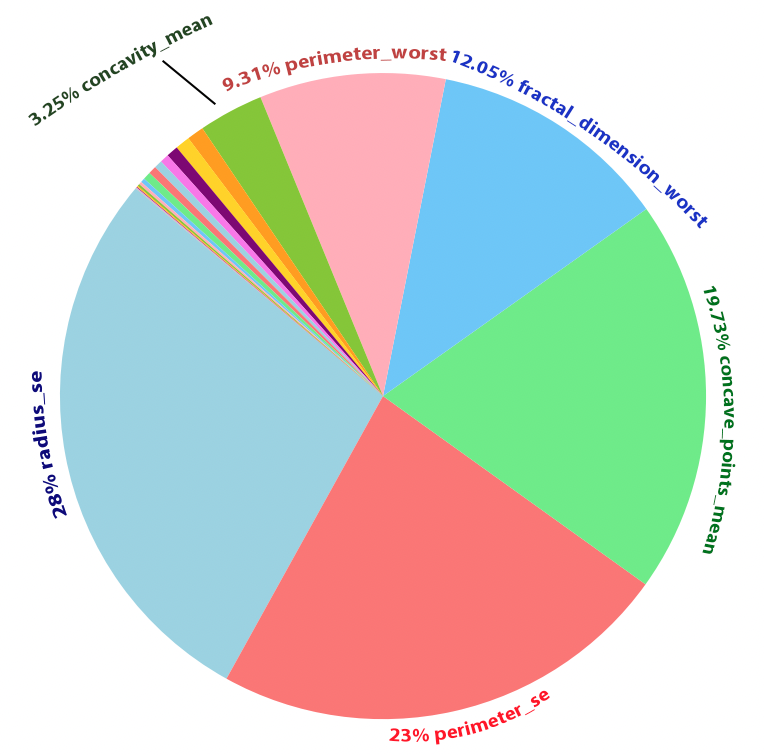 3.25% concavity_mean
9.31% perimeter_worst
12.05% fractal_dimension_worst
19.73% concave_points_mean
23% perimeter_se
28% radius_se